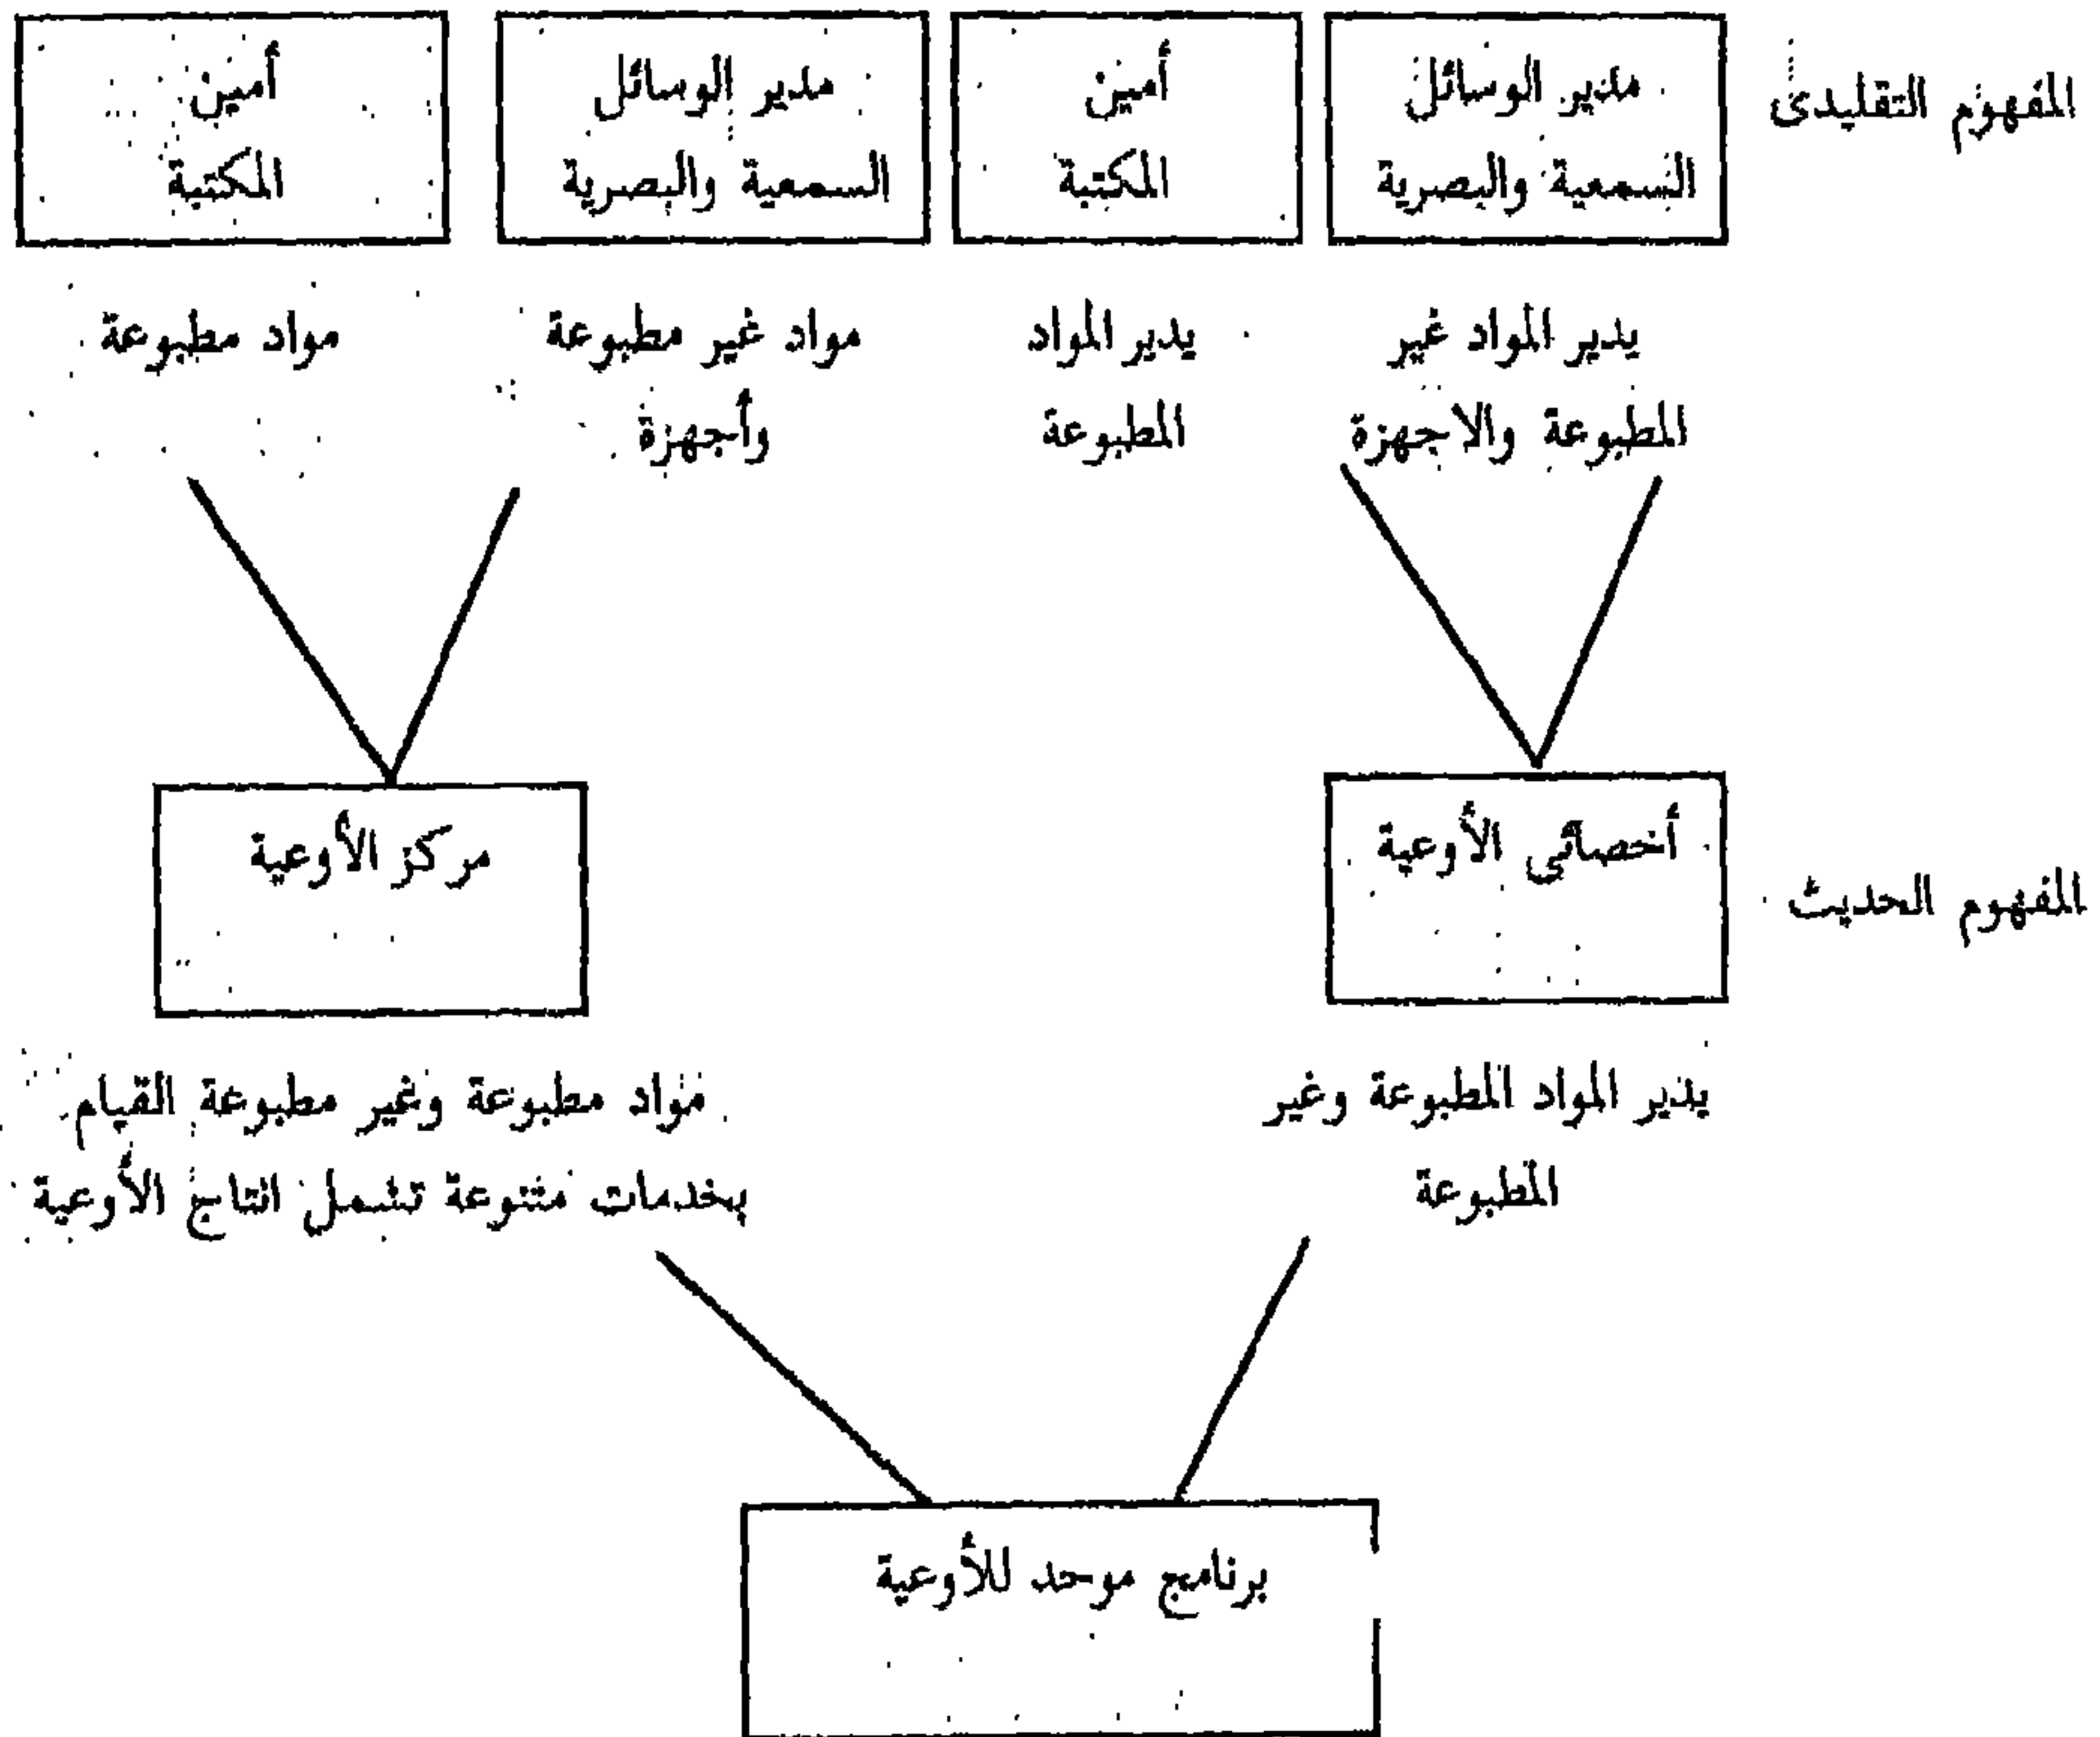 المفهوم التقليدى
مدير الوسائل
السمعية والبصرية
أمين
المكتبة
مدير الوسائل
السمعية والبصرية
أمين
المكتبة
يدير المواد غير
المطبوعة والاجهزة
يدير المواد
المطبوعة
مواد غير مطبوعة
وأجهزة
مواد مطبوعة
المفهوم الحديث
أخصائي الأوعية
مركز الأوعية
يدير المواد المطبوعة وغير
المطبوعة
مواد مطبوعة وغير مطبوعة القيام
بخدمات متنوعة تشمل انتاج الأوعية
برنامج موحد للأوعية